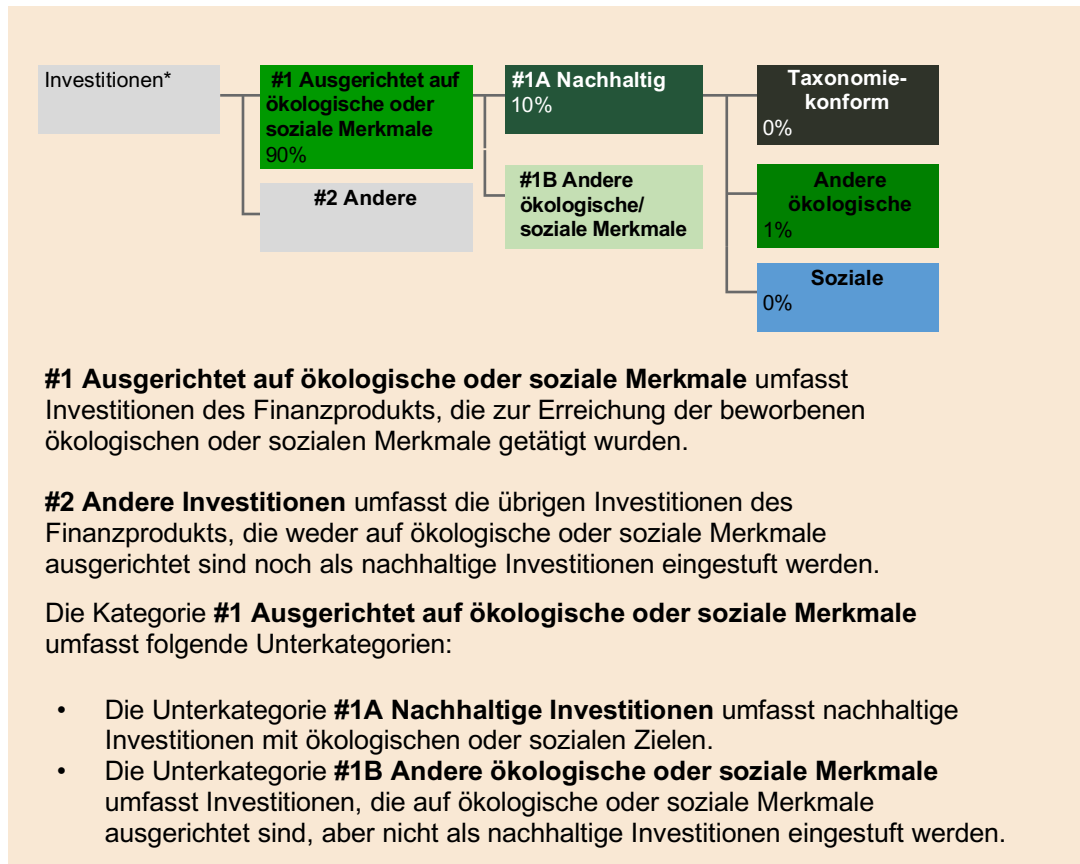 Investitionen*
#1 Ausgerichtet auf
ökologische oder
soziale Merkmale
90%
#2 Andere
#1A Nachhaltig
10%
#1B Andere
ökologische/
soziale Merkmale
Taxonomie-
konform
0%
Andere
ökologische
1%
Soziale
0%
#1 Ausgerichtet auf ökologische oder soziale Merkmale umfasst
Investitionen des Finanzprodukts, die zur Erreichung der beworbenen
ökologischen oder sozialen Merkmale getätigt wurden.
#2 Andere Investitionen umfasst die übrigen Investitionen des
Finanzprodukts, die weder auf ökologische oder soziale Merkmale
ausgerichtet sind noch als nachhaltige Investitionen eingestuft werden.
Die Kategorie #1 Ausgerichtet auf ökologische oder soziale Merkmale
umfasst folgende Unterkategorien:
• Die Unterkategorie #1A Nachhaltige Investitionen umfasst nachhaltige
Investitionen mit ökologischen oder sozialen Zielen.
• Die Unterkategorie #1B Andere ökologische oder soziale Merkmale
umfasst Investitionen, die auf ökologische oder soziale Merkmale
ausgerichtet sind, aber nicht als nachhaltige Investitionen eingestuft werden.